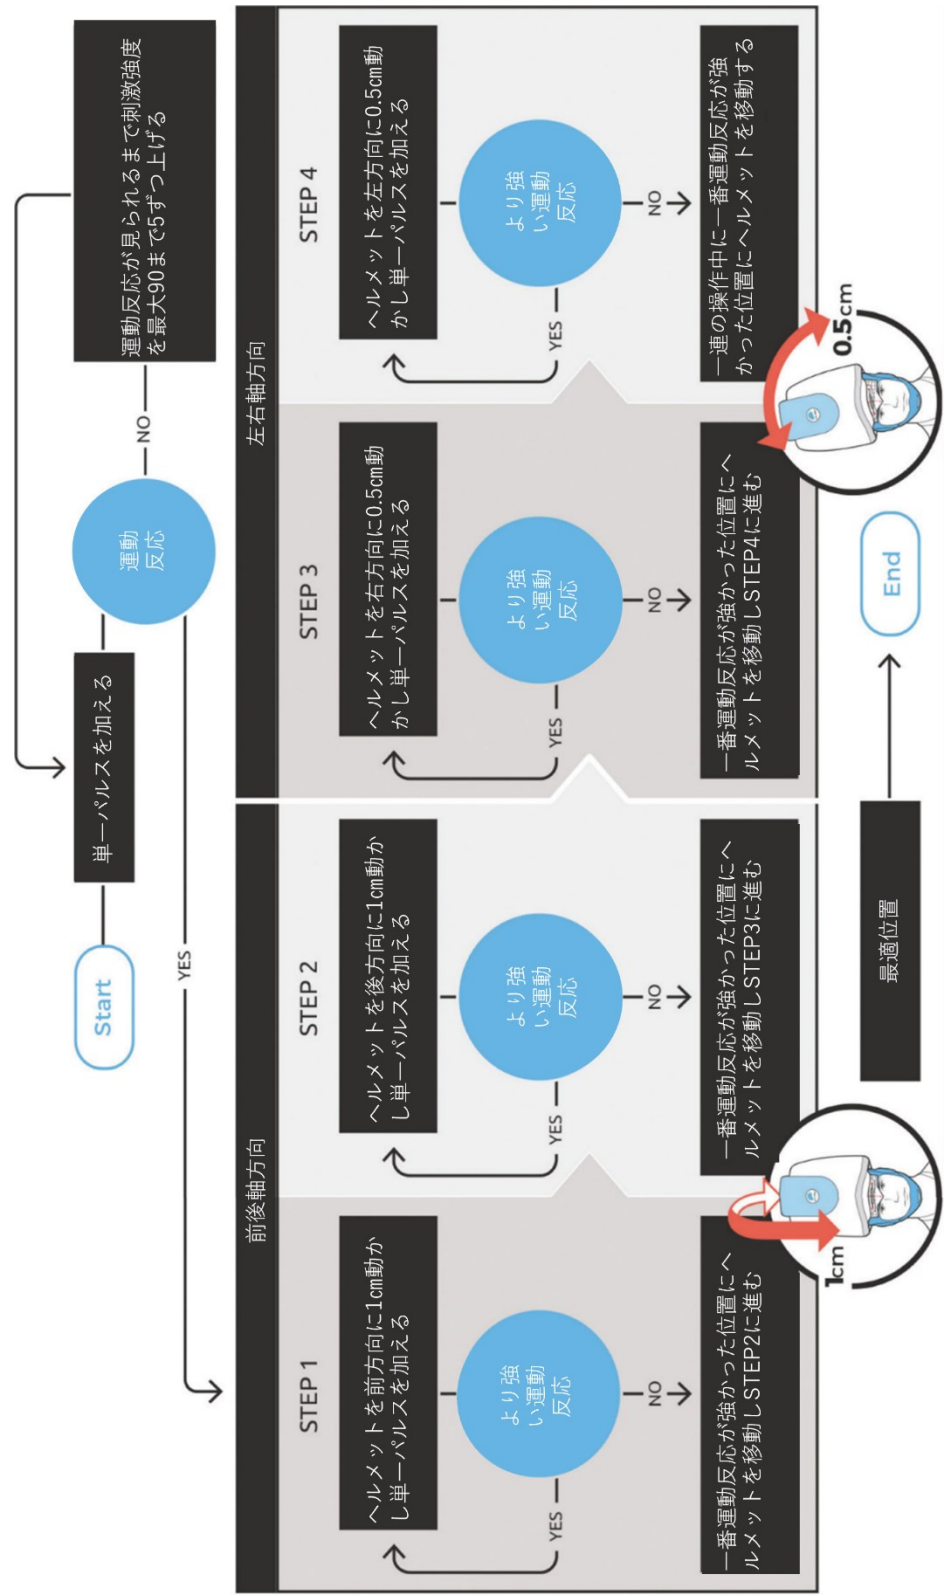 Start
単一パルスを加える
運動
反応
NO
運動反応が見られるまで刺激強度
を最大90まで5ずつ上げる
YES
前後軸方向
左右軸方向
STEP 1
ヘルメットを前方向に1cm動か
し単一パルスを加える
より強
い運動
反応
YES
NO
一番運動反応が強かった位置にヘ
ルメットを移動しSTEP2に進む
STEP 2
ヘルメットを後方向に1cm動か
し単一パルスを加える
より強
い運動
反応
YES
NO
一番運動反応が強かった位置にヘ
ルメットを移動しSTEP3に進む
STEP 3
ヘルメットを右方向に0.5cm動
かし単一パルスを加える
より強
い運動
反応
YES
NO
一番運動反応が強かった位置にヘ
ルメットを移動しSTEP4に進む
STEP 4
ヘルメットを左方向に0.5cm動
かし単一パルスを加える
より強
い運動
反応
YES
NO
一連の操作中に一番運動反応が強
かった位置にヘルメットを移動する
1cm
最適位置
End
0.5cm